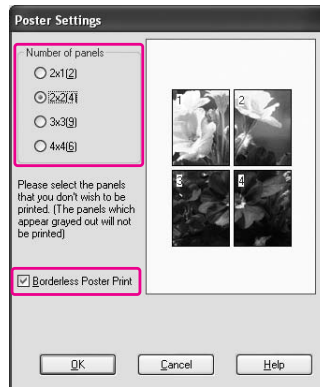 Poster Settings
Number of panels
2x1(2)
2x2(4)
3x3(9)
4x4(6)
Please select the panels
that you don't wish to be
printed. (The panels which
appear grayed out will not
be printed)
Borderless Poster Print
1 2
3 4
OK Cancel Help